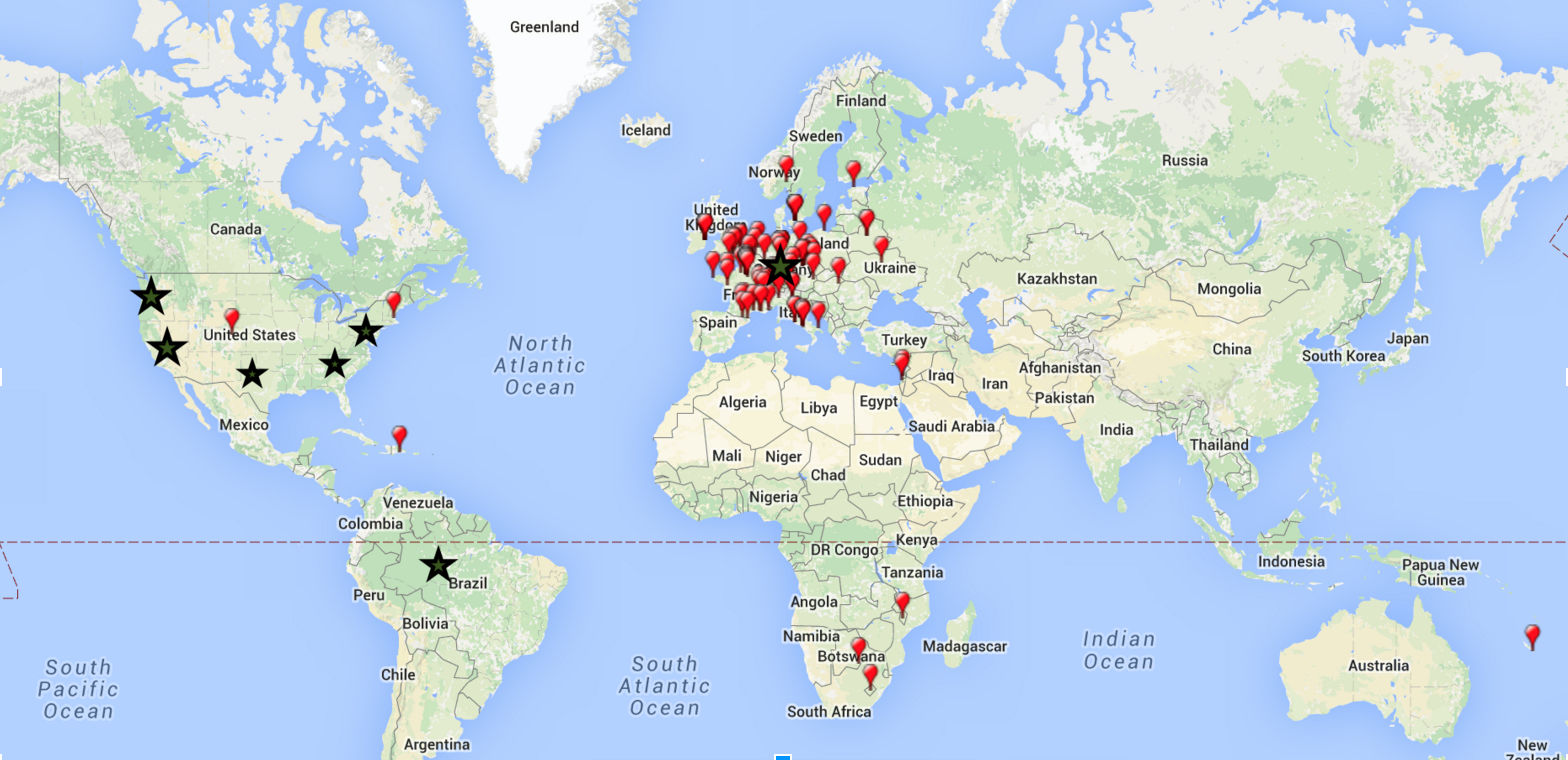 Greenland
Iceland
Finland
Sweden
Norway
Russia
United
Kingdom
Canada
land
Ukraine
any
Kazakhstan
Mongolia
Fr
Spain
Ita
United States
Turkey
Japan
South Korea
China
North
Atlantic
Ocean
Iraq
Iran
Afghanistan
Pakistan
Algeria
Libya
Egypt
Saudi Arabia
India
Mexico
Thailand
Mali
Niger
Chad
Sudan
Nigeria
Ethiopia
Venezuela
Colombia
DR Congo
Kenya
Tanzania
Indonesia
Papua New
Guinea
Brazil
Peru
Angola
Bolivia
Namibia
Botswana
Madagascar
Indian
Ocean
Australia
South
Pacific
Ocean
Chile
South
Atlantic
Ocean
South Africa
Argentina
New
Zealand